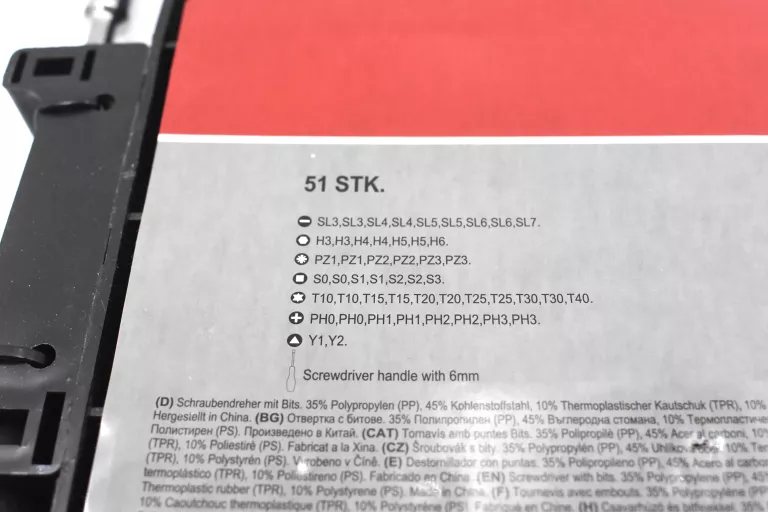 51 STK.
SL3,SL3,SL4,SL4,SL5,SL5,SL6,SL6,SL7.
H3,H3,H4,H4,H5,H5,H6.
PZ1,PZ1,PZ2,PZ2,PZ3,PZ3.
S0,S0,S1,S1,S2,S2,S3.
T10,T10,T15,T15,T20,T20,T25,T25,T30,T30,T40.
PH0,PH0,PH1,PH1,PH2,PH2,PH3,PH3.
Y1,Y2.
Screwdriver handle with 6mm
(D) Schraubendreher mit Bits. 35% Polypropylen (PP), 45% Kohlenstoffstahl, 10% Thermoplastischer Kautschuk (TPR), 10%
Hergesiellt in China. (BG) Отвертка с битове. 35% Полипропилен (PP), 45% Въглеродна стомана, 10% Термопластиче
Полистирен (PS). Произведено в Китай. (CAT) Tornavís amb puntes Bits. 35% Polipropilè (PP), 45% Acer al carboni, 10%
(TPR), 10% Poliestiré (PS). Fabricat a la Xina. (CZ) Šroubovák s bity. 35% Polypropylén (PP), 45% Uhlíkov
(TPR), 10% Polystyrén (PS). Vyrobeno v Číně. (E) Destornillador con puntas. 35% Polipropileno (PP), 45% Acero al carbo
termoplástico (TPR), 10% Poliestireno (PS). Fabricado en China. (EN) Screwdriver with bits. 35% Polypropylene (PP), 45%
Thermoplastic rubber (TPR), 10% Polystyrene (PS). Made in China. (F) Tournevis avec embouts. 35% Polypropylène (PP)
10% Caoutchouc thermoplastique (TPR), 10% Polystyrène (PS). Fabriqué en Chine. (H)